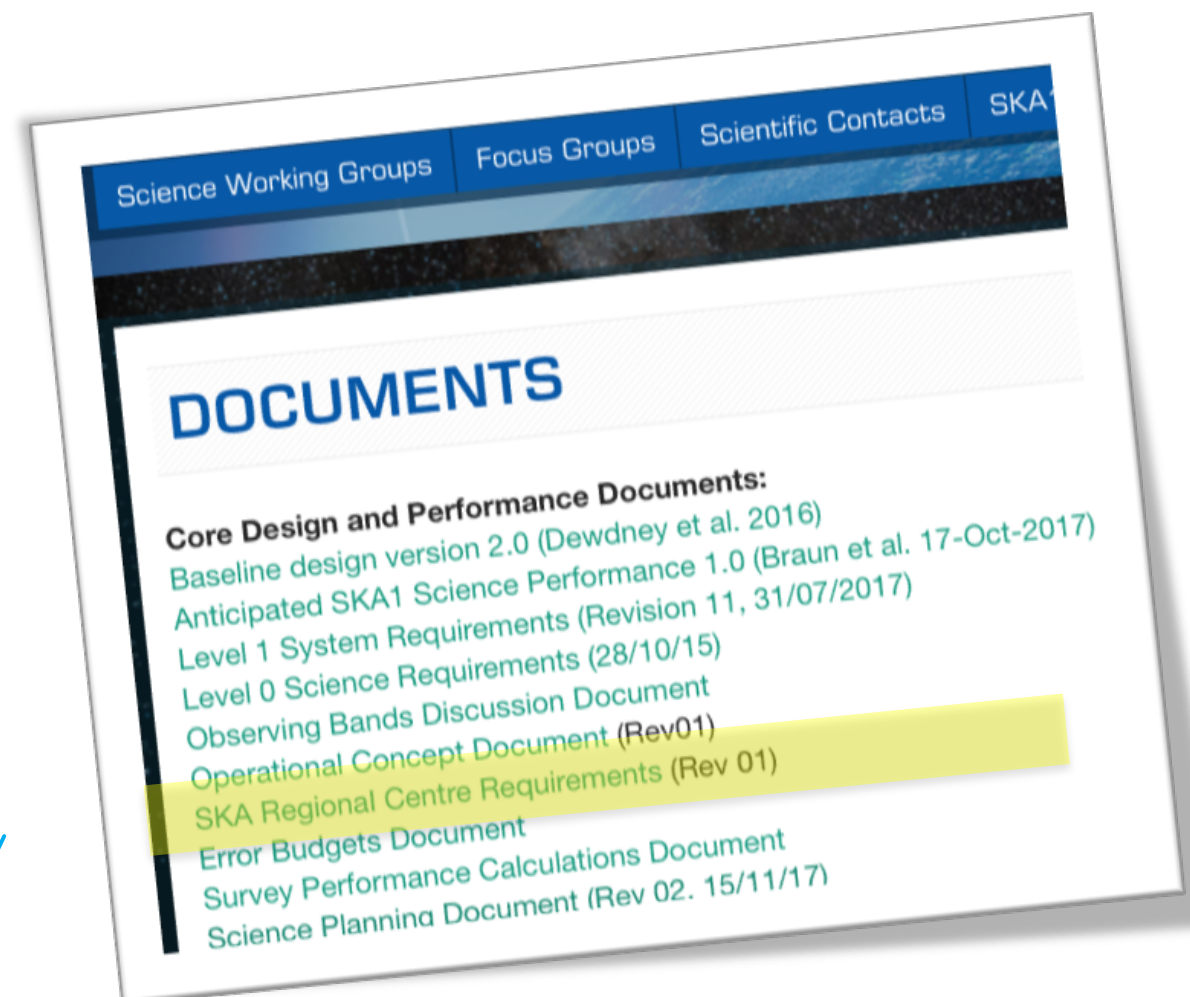 Science Working Groups Focus Groups Scientific Contacts SKA1
DOCUMENTS
Core Design and Performance Documents:
Baseline design version 2.0 (Dewdney et al. 2016)
Anticipated SKA1 Science Performance 1.0 (Braun et al. 17-Oct-2017)
Level 1 System Requirements (Revision 11, 31/07/2017)
Level 0 Science Requirements (28/10/15)
Observing Bands Discussion Document
Operational Concept Document (Rev01)
SKA Regional Centre Requirements (Rev 01)
Error Budgets Document
Survey Performance Calculations Document
Science Planning Document (Rev 02. 15/11/17)